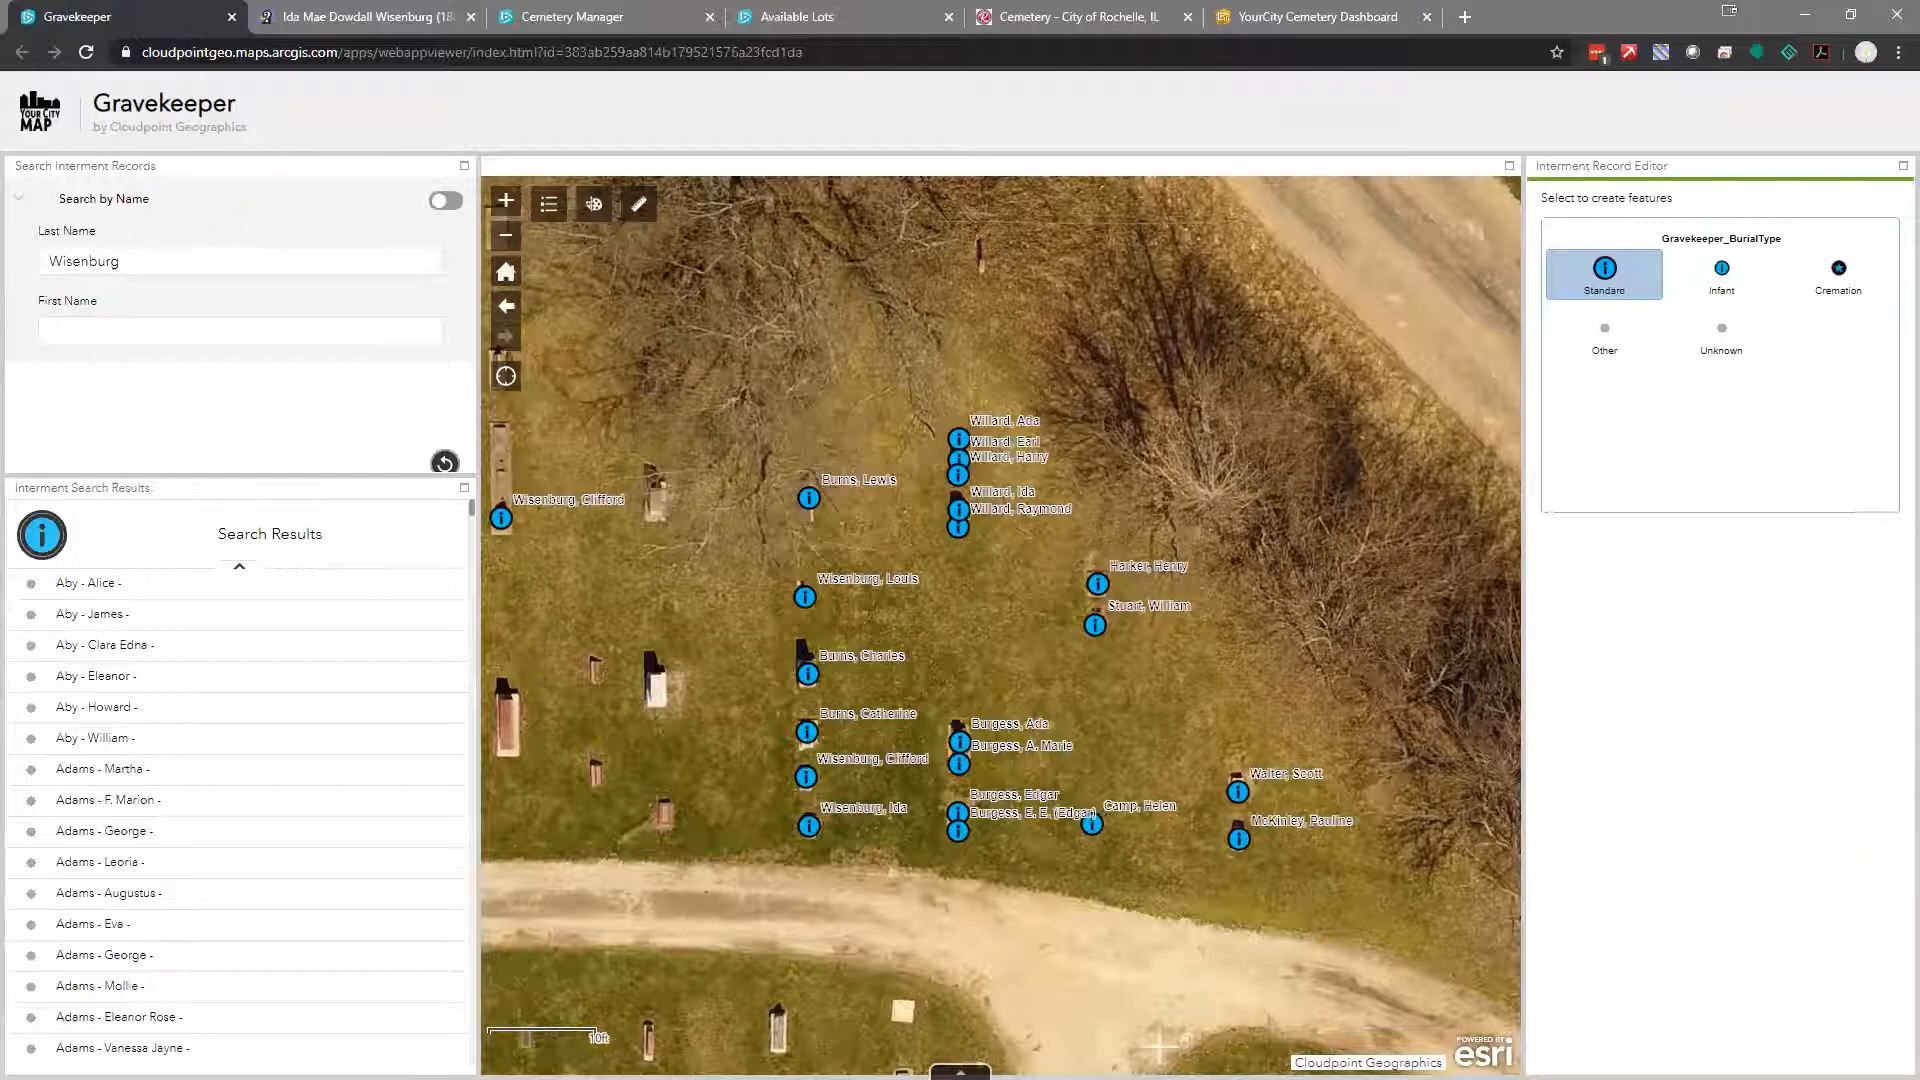 Gravekeeper
Ida Mae Dowdall Wisenburg (18
Cemetery Manager
Available Lots
Cemetery - City of Rochelle, IL
YourCity Cemetery Dashboard
cloudpointgeo.maps.arcgis.com/apps/webappviewer/index.html?id=383ab259aa814b179521576a23fcd1da
1
YOUR CITY
MAP
Gravekeeper
by Cloudpoint Geographics
Search Interment Records
Search by Name
Last Name
Wisenburg
First Name
Interment Search Results
Search Results
Aby - Alice -
Aby - James -
Aby - Clara Edna -
Aby - Eleanor -
Aby - Howard -
Aby - William -
Adams - Martha -
Adams - F. Marion -
Adams - George -
Adams - Leoria -
Adams - Augustus -
Adams - Eva -
Adams - George -
Adams - Mollie -
Adams - Eleanor Rose -
Adams - Vanessa Jayne -
Willard, Ada
Willard, Earl
Willard, Harry
Burns, Lewis
Willard, Ida
Wisenburg, Clifford
Willard, Raymond
Harker, Henry
Wisenburg, Louis
Stuart, William
Burns, Charles
Burns, Catherine
Burgess, Ada
Burgess, A. Marie
Wisenburg, Clifford
Walter, Scott
Burgess, Edgar
Wisenburg, Ida
Camp, Helen
Burgess, E. E. (Edgar)
McKinley, Pauline
10ft
Cloudpoint Geographics
POWERED BY
esri
Interment Record Editor
Select to create features
Gravekeeper_BurialType
Standard
Infant
Cremation
Other
Unknown